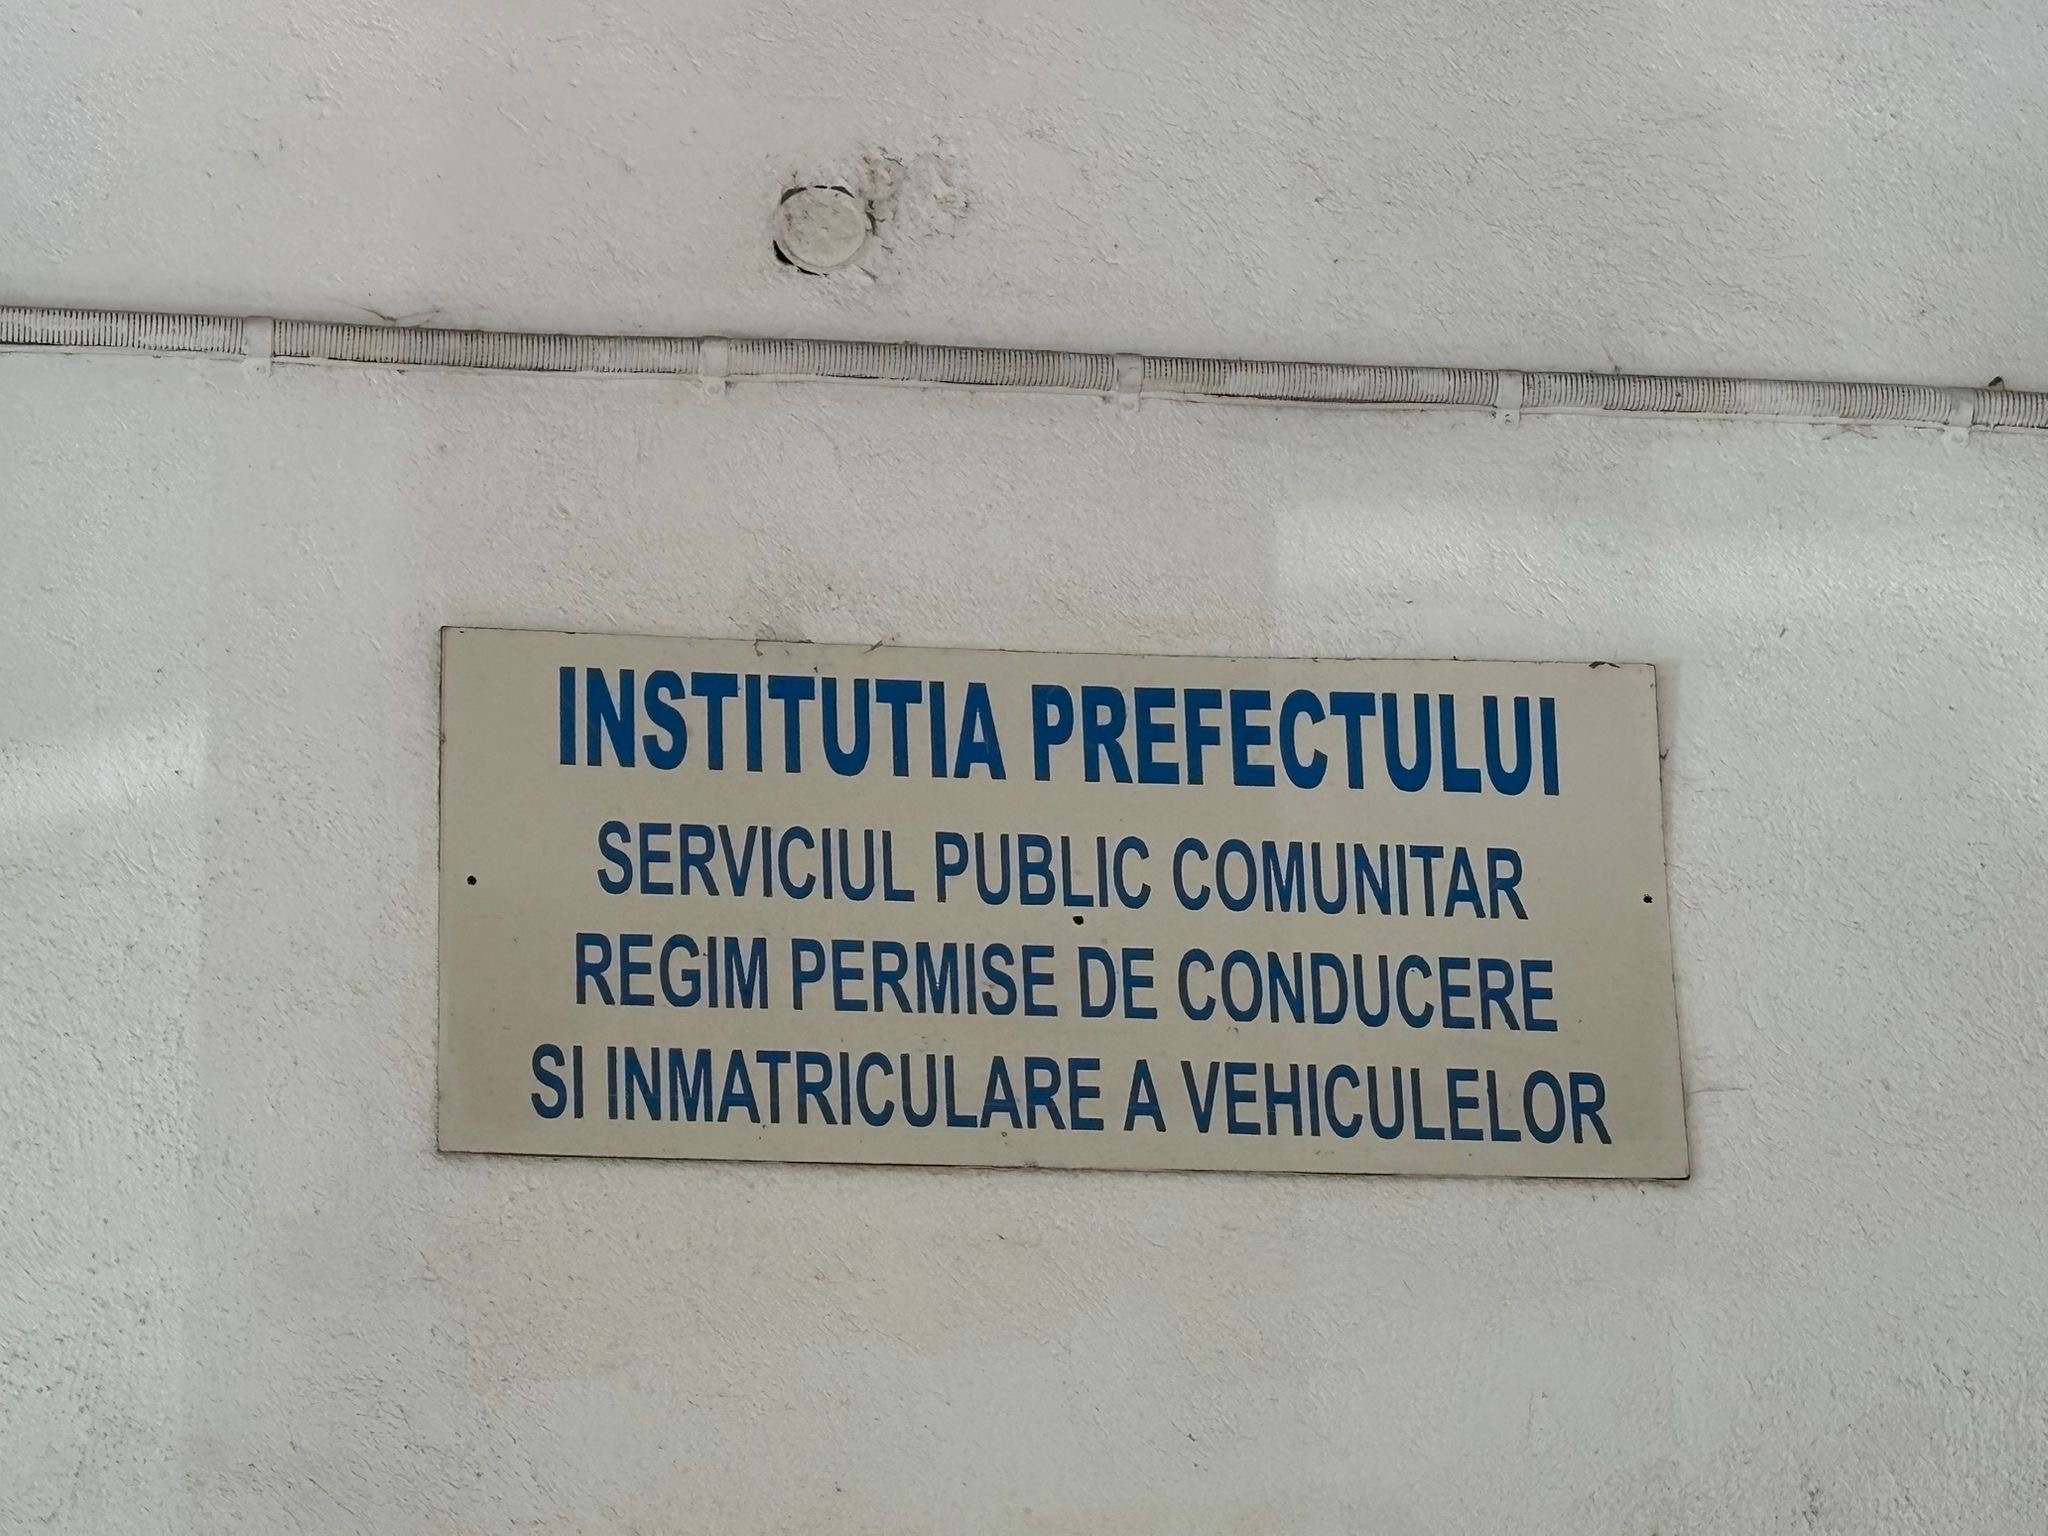 INSTITUTIA PREFECTULUI
SERVICIUL PUBLIC COMUNITAR
REGIM PERMISE DE CONDUCERE
SI INMATRICULARE A VEHICULELOR